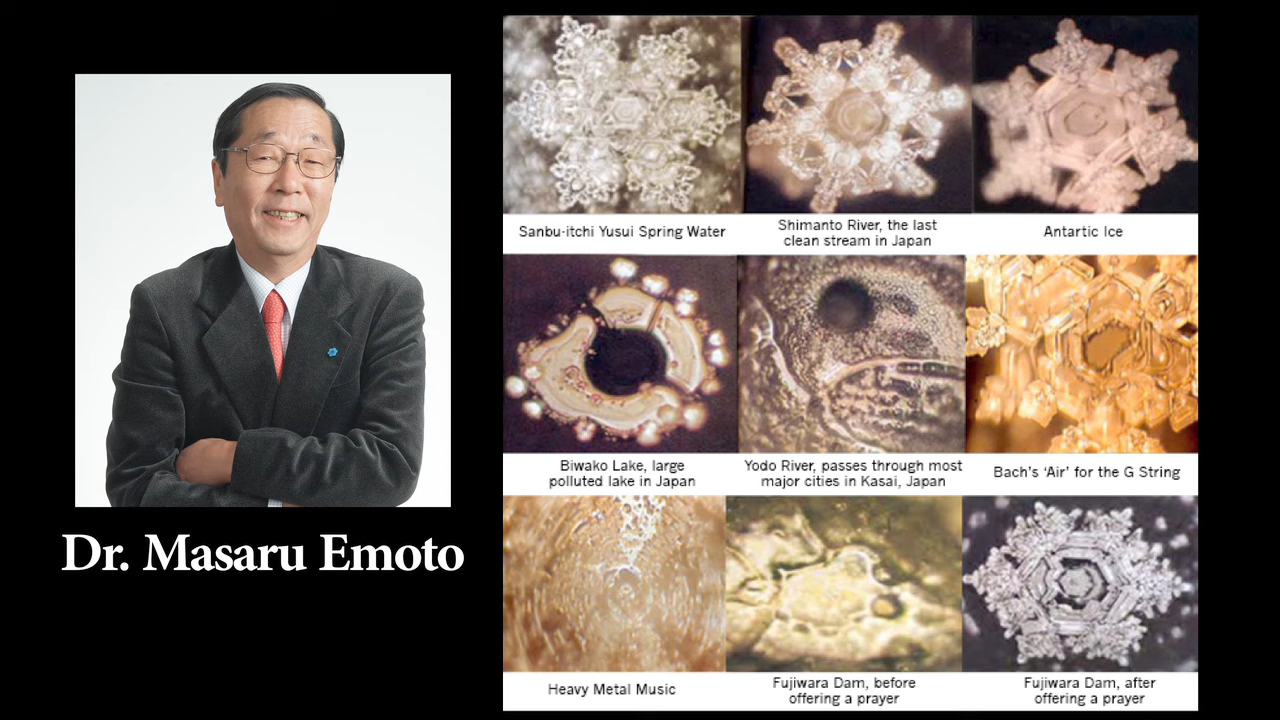 Dr. Masaru Emoto
Sanbu-itchi Yusui Spring Water
Shimanto River, the last
clean stream in Japan
Antartic Ice
Biwako Lake, large
polluted lake in Japan
Yodo River, passes through most
major cities in Kasai, Japan
Bach's 'Air' for the G String
Heavy Metal Music
Fujiwara Dam, before
offering a prayer
Fujiwara Dam, after
offering a prayer